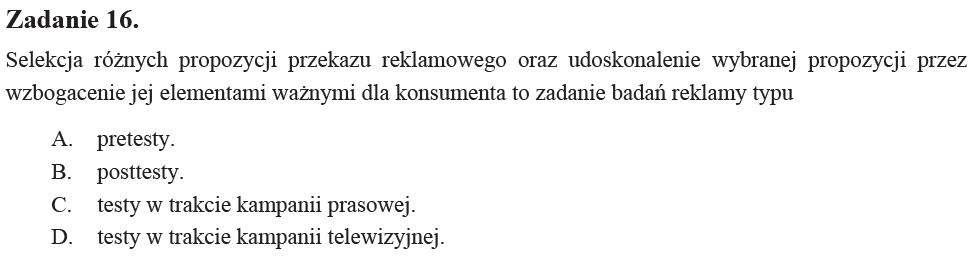 Zadanie 16.
Selekcja różnych propozycji przekazu reklamowego oraz udoskonalenie wybranej propozycji przez
wzbogacenie jej elementami ważnymi dla konsumenta to zadanie badań reklamy typu
A. pretesty.
B. posttesty.
C. testy w trakcie kampanii prasowej.
D. testy w trakcie kampanii telewizyjnej.